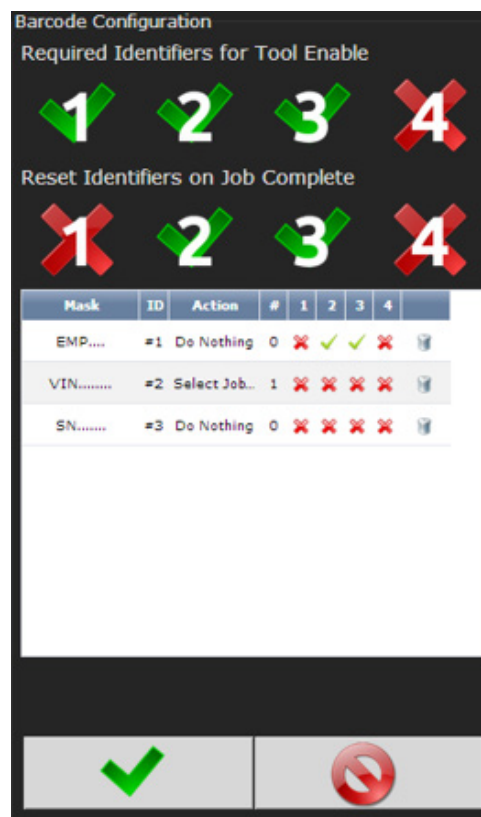 Barcode Configuration
Required Identifiers for Tool Enable
1 2 3 4
Reset Identifiers on Job Complete
1 2 3 4
Mask ID Action # 1 2 3 4
EMP.... #1 Do Nothing 0
VIN........ #2 Select Job... 1
SN....... #3 Do Nothing 0